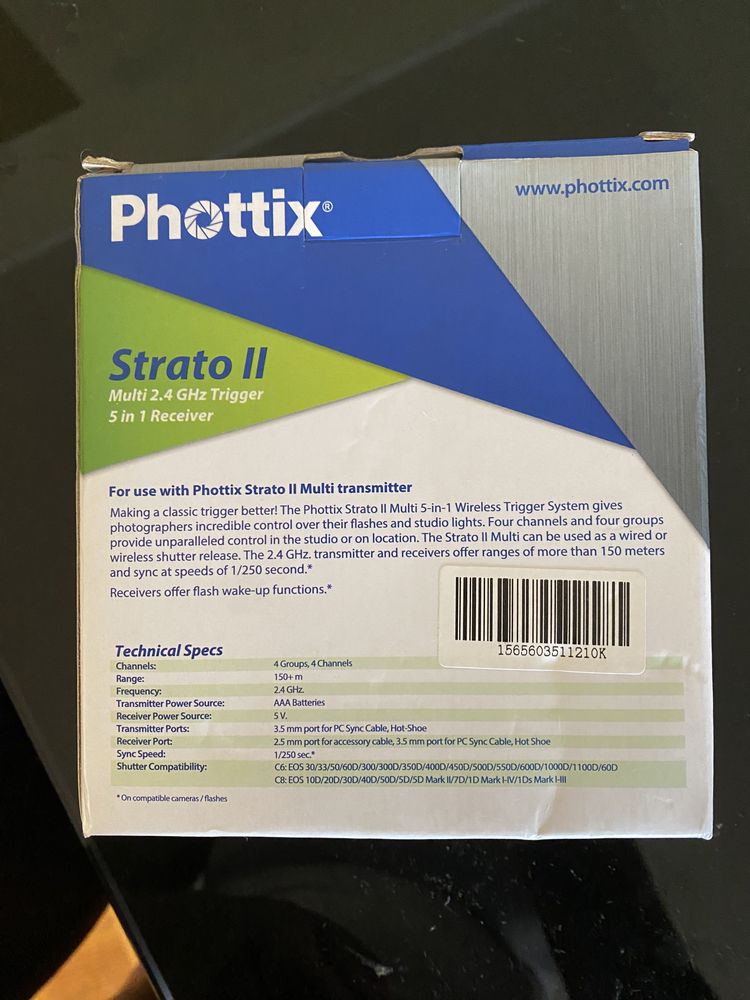 Phottix®
www.phottix.com
Strato II
Multi 2.4 GHz Trigger
5 in 1 Receiver
For use with Phottix Strato II Multi transmitter
Making a classic trigger better! The Phottix Strato II Multi 5-in-1 Wireless Trigger System gives
photographers incredible control over their flashes and studio lights. Four channels and four groups
provide unparalleled control in the studio or on location. The Strato II Multi can be used as a wired or
wireless shutter release. The 2.4 GHz. transmitter and receivers offer ranges of more than 150 meters
and sync at speeds of 1/250 second.*
Receivers offer flash wake-up functions.*
1565603511210K
Technical Specs
Channels: 4 Groups, 4 Channels
Range: 150+ m
Frequency: 2.4 GHz.
Transmitter Power Source: AAA Batteries
Receiver Power Source: 5 V.
Transmitter Ports: 3.5 mm port for PC Sync Cable, Hot-Shoe
Receiver Port: 2.5 mm port for accessory cable, 3.5 mm port for PC Sync Cable, Hot Shoe
Sync Speed: 1/250 sec.*
Shutter Compatibility: C6: EOS 30/33/50/60D/300/300D/350D/400D/450D/500D/550D/600D/1000D/1100D/60D
C8: EOS 10D/20D/30D/40D/50D/5D/5D Mark II/7D/1D Mark I-IV/1Ds Mark I-III
* On compatible cameras / flashes